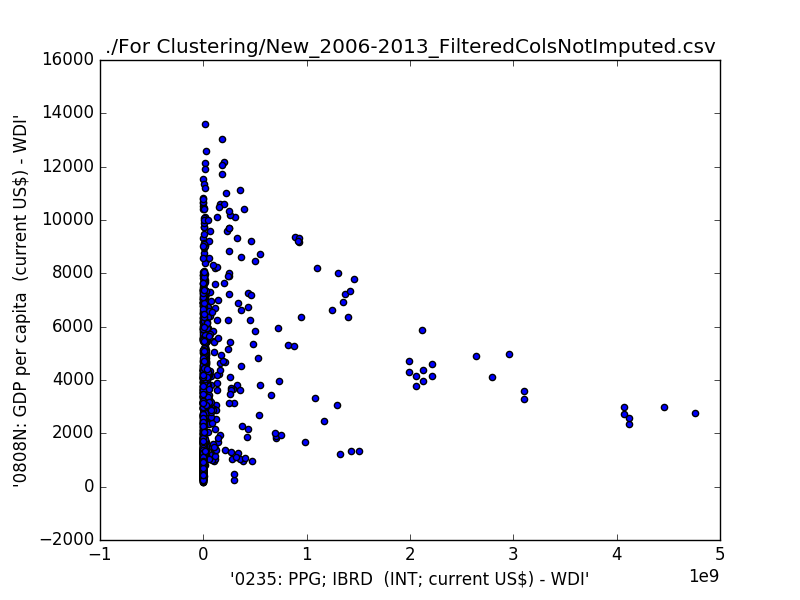 ./For Clustering/New_2006-2013_FilteredColsNotImputed.csv
16000
14000
12000
10000
8000
6000
4000
2000
0
−2000
'0808N: GDP per capita  (current US$) - WDI'
−1 0 1 2 3 4 5
1e9
'0235: PPG; IBRD  (INT; current US$) - WDI'